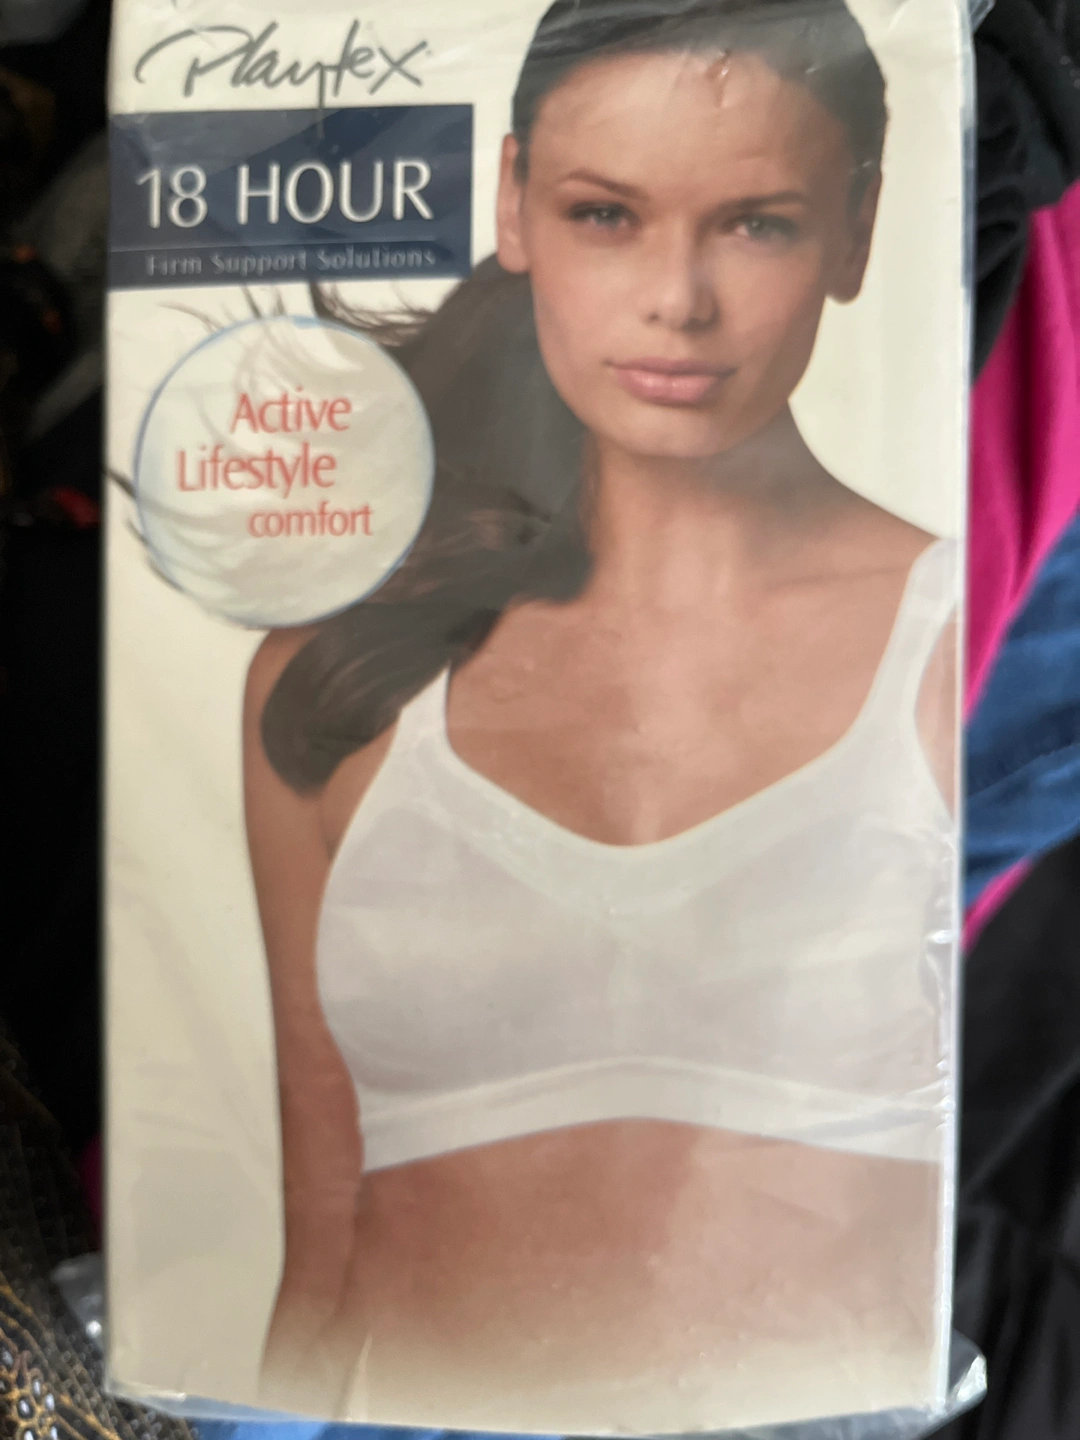 Playtex
18 HOUR
Firm Support Solutions
Active
Lifestyle
comfort